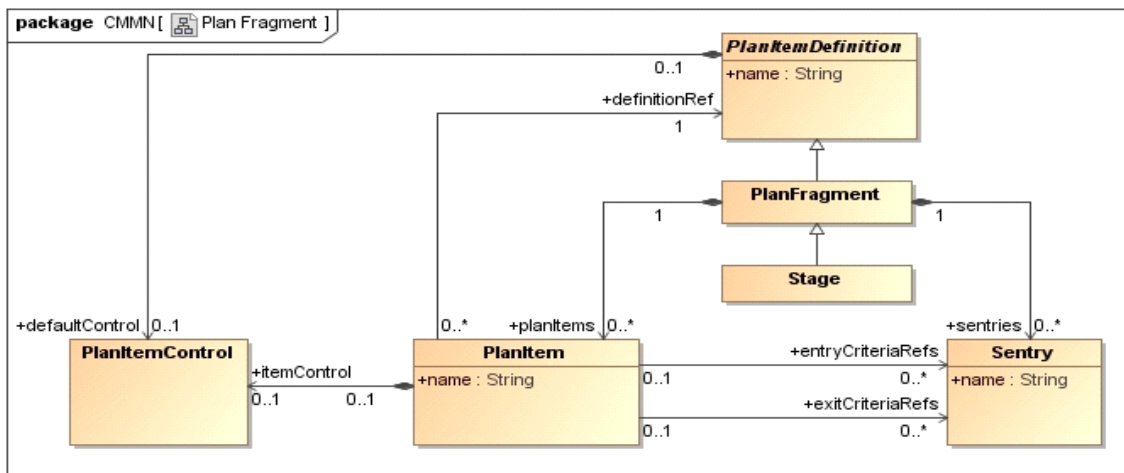 package CMMN [ Plan Fragment ]
PlanItemDefinition
+name : String
0..1
+definitionRef
1
PlanFragment
1
1
Stage
+defaultControl 0..1
0..*
+planItems 0..*
+sentries 0..*
PlanItemControl
PlanItem
+name : String
Sentry
+name : String
+itemControl
0..1
0..1
+entryCriteriaRefs
0..1
0..*
+exitCriteriaRefs
0..1
0..*